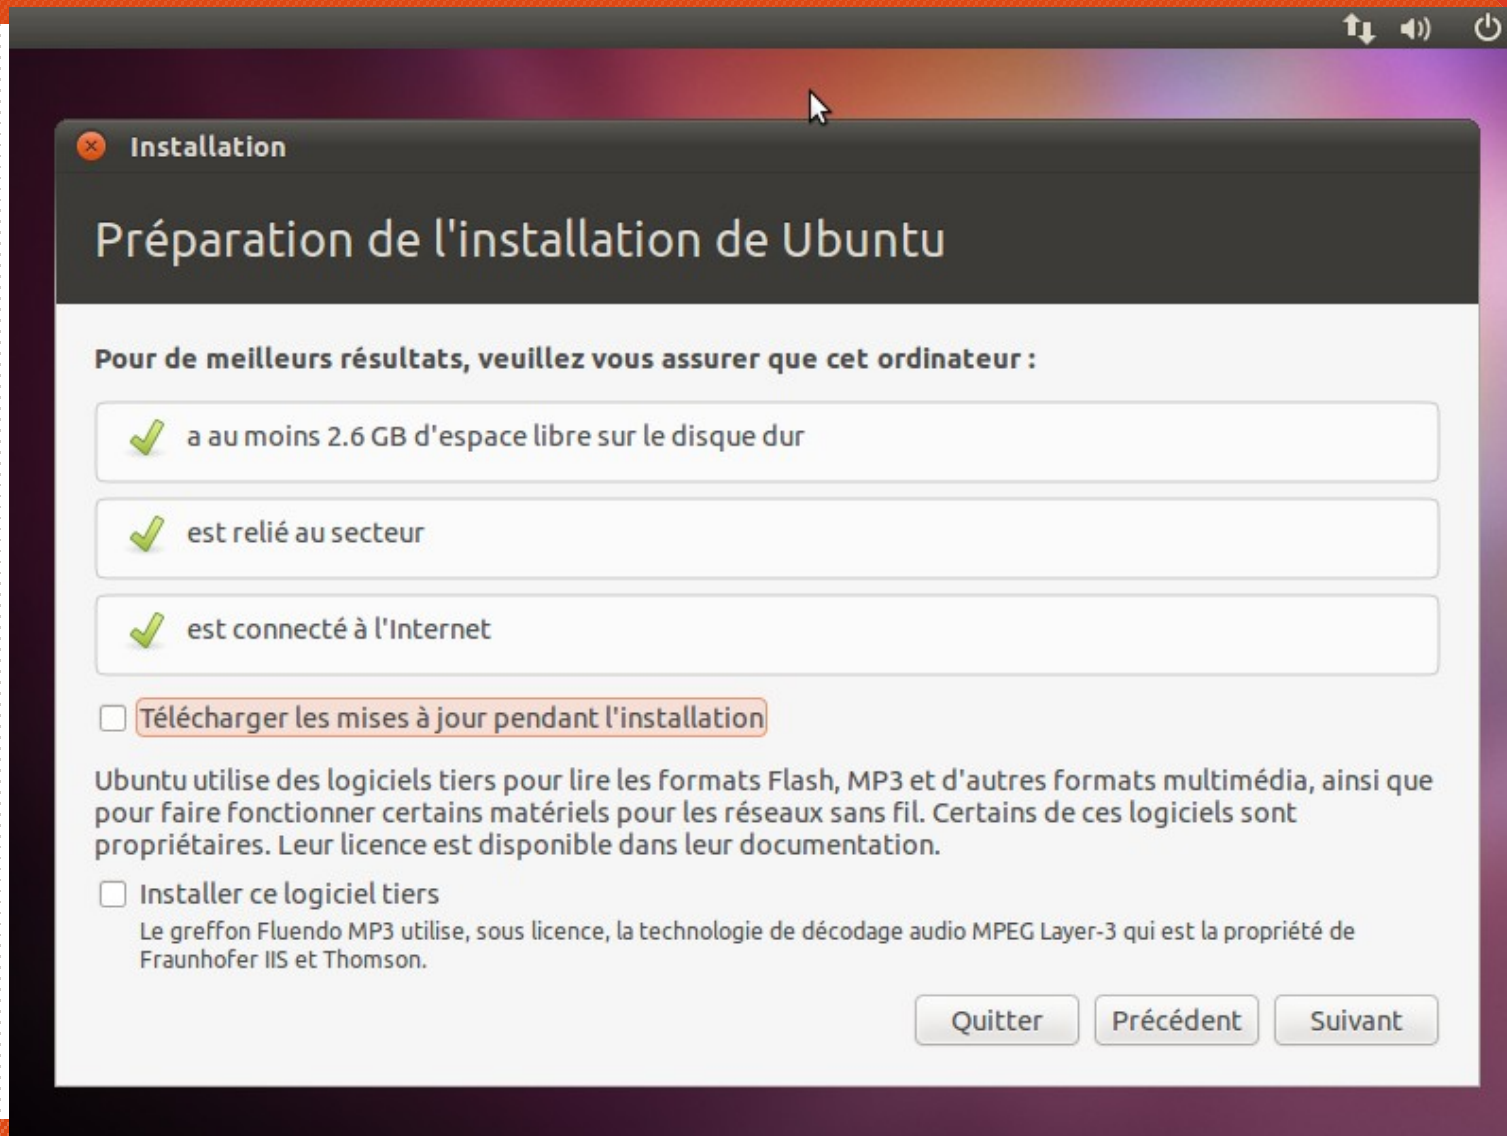 Installation
Préparation de l'installation de Ubuntu
Pour de meilleurs résultats, veuillez vous assurer que cet ordinateur :
a au moins 2.6 GB d'espace libre sur le disque dur
est relié au secteur
est connecté à l'Internet
Télécharger les mises à jour pendant l'installation
Ubuntu utilise des logiciels tiers pour lire les formats Flash, MP3 et d'autres formats multimédia, ainsi que
pour faire fonctionner certains matériels pour les réseaux sans fil. Certains de ces logiciels sont
propriétaires. Leur licence est disponible dans leur documentation.
Installer ce logiciel tiers
Le greffon Fluendo MP3 utilise, sous licence, la technologie de décodage audio MPEG Layer-3 qui est la propriété de
Fraunhofer IIS et Thomson.
Quitter Précédent Suivant